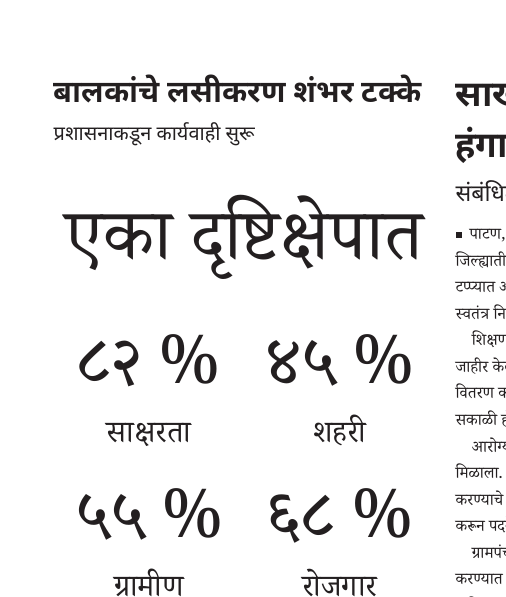 बालकांचे लसीकरण शंभर टक्के
प्रशासनाकडून कार्यवाही सुरू
एका दृष्टिक्षेपात
८२ %
४५ %
साक्षरता
शहरी
५५ %
६८ %
ग्रामीण
रोजगार
संबंधि
▪ पाटण,
जिल्ह्याती
टप्प्यात
स्वतंत्र
शिक्षण
जाहीर
वितरण
सकाळी
आरोग्य
मिळाला.
करण्याचे
करून
ग्रामपं
करण्यात